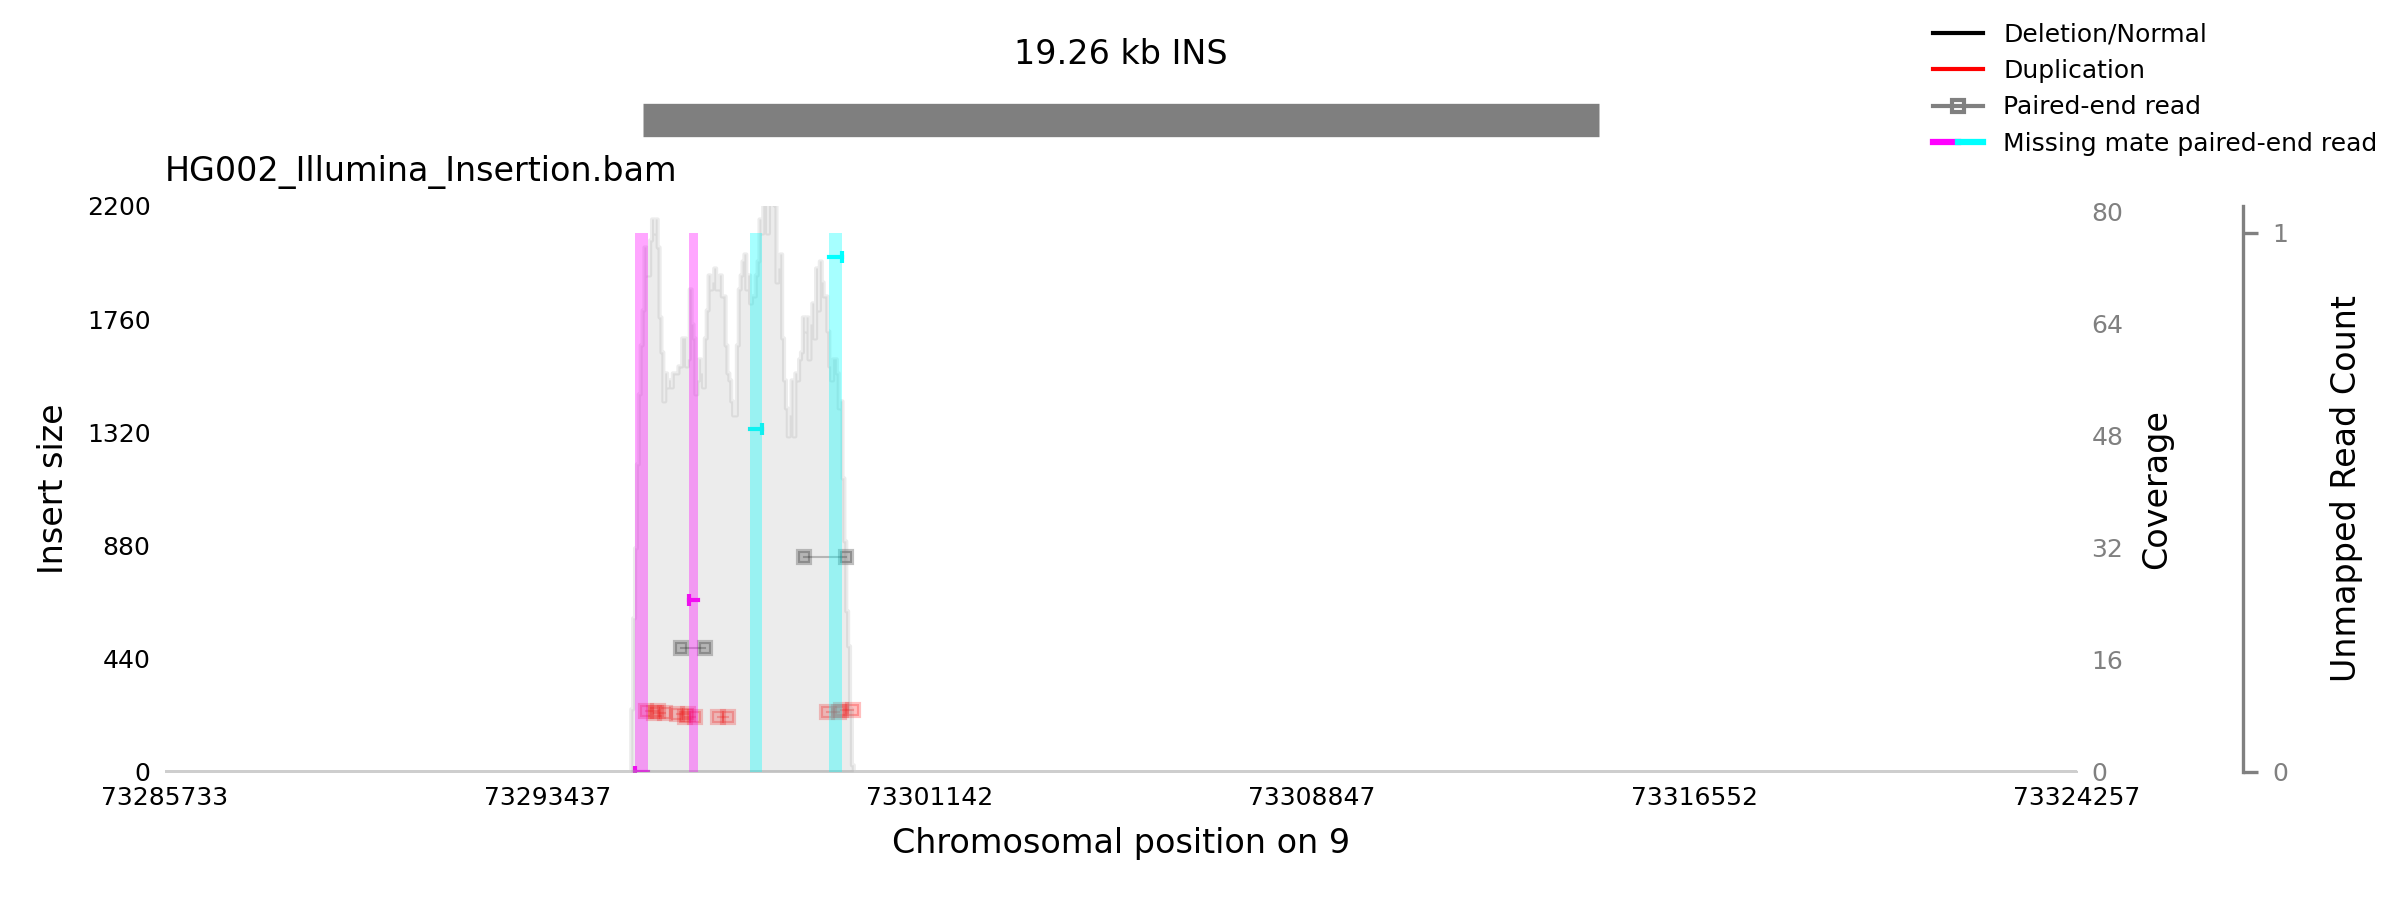 19.26 kb INS
Deletion/Normal
Duplication
Paired-end read
Missing mate paired-end read
HG002_Illumina_Insertion.bam
2200
1760
1320
880
440
0
Insert size
80
64
48
32
16
0
Coverage
1
0
Unmapped Read Count
73285733 73293437 73301142 73308847 73316552 73324257
Chromosomal position on 9